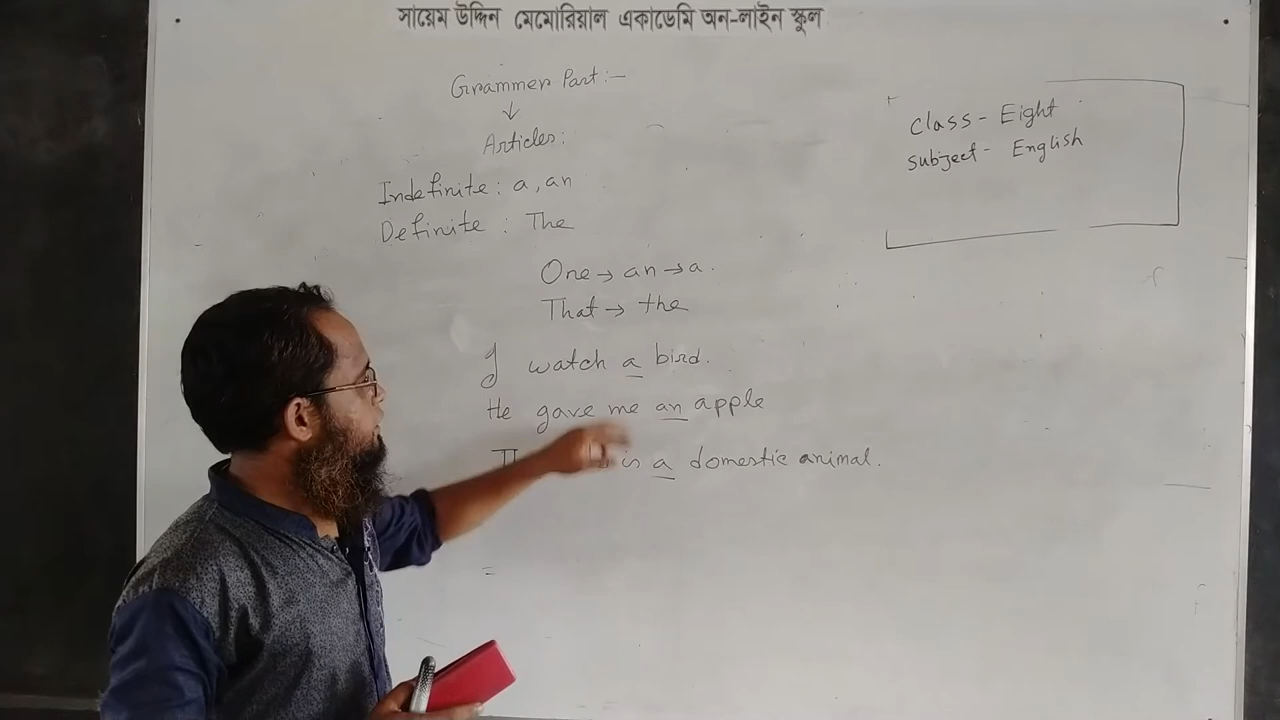 সায়েম উদ্দিন মেমোরিয়াল একাডেমি অন-লাইন স্কুল
Grammer Part:-
↓
Articles:
Indefinite: a, an
Definite : The
One → an → a.
That → the
I watch a bird.
He gave me an apple
is a domestic animal.
Class - Eight
Subject - English